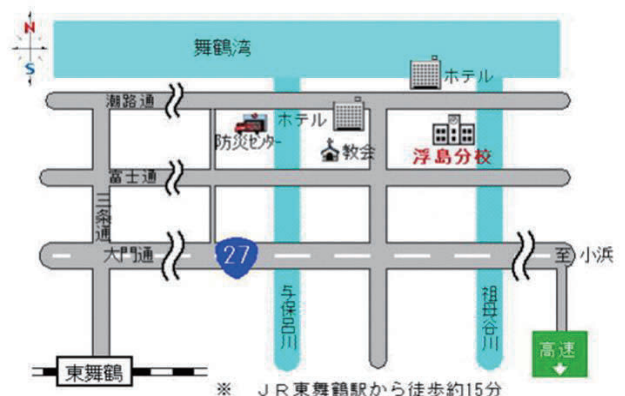 N
S
舞鶴湾
ホテル
潮路通
防災センター
ホテル
教会
浮島分校
富士通
三条通
大門通
27
至
小浜
与保呂川
祖母谷川
高速
東舞鶴
※ JR東舞鶴駅から徒歩約15分